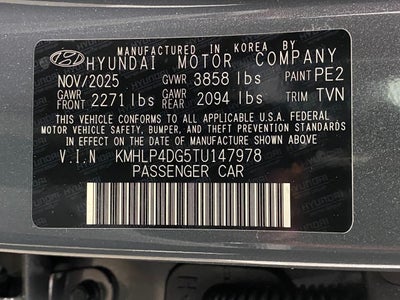 MANUFACTURED IN KOREA BY
HYUNDAI MOTOR COMPANY
NOV/2025 GVWR 3858 lbs PAINT PE2
GAWR FRONT 2271 lbs GAWR REAR 2094 lbs TRIM TVN
THIS VEHICLE CONFORMS TO ALL APPLICABLE U.S.A FEDERAL
MOTOR VEHICLE SAFETY, BUMPER, AND THEFT PREVENTION
STANDARDS IN EFFECT ON THE DATE OF MANUFACTURE SHOWN ABOVE
V.I.N KMHLP4DG5TU147978
PASSENGER CAR